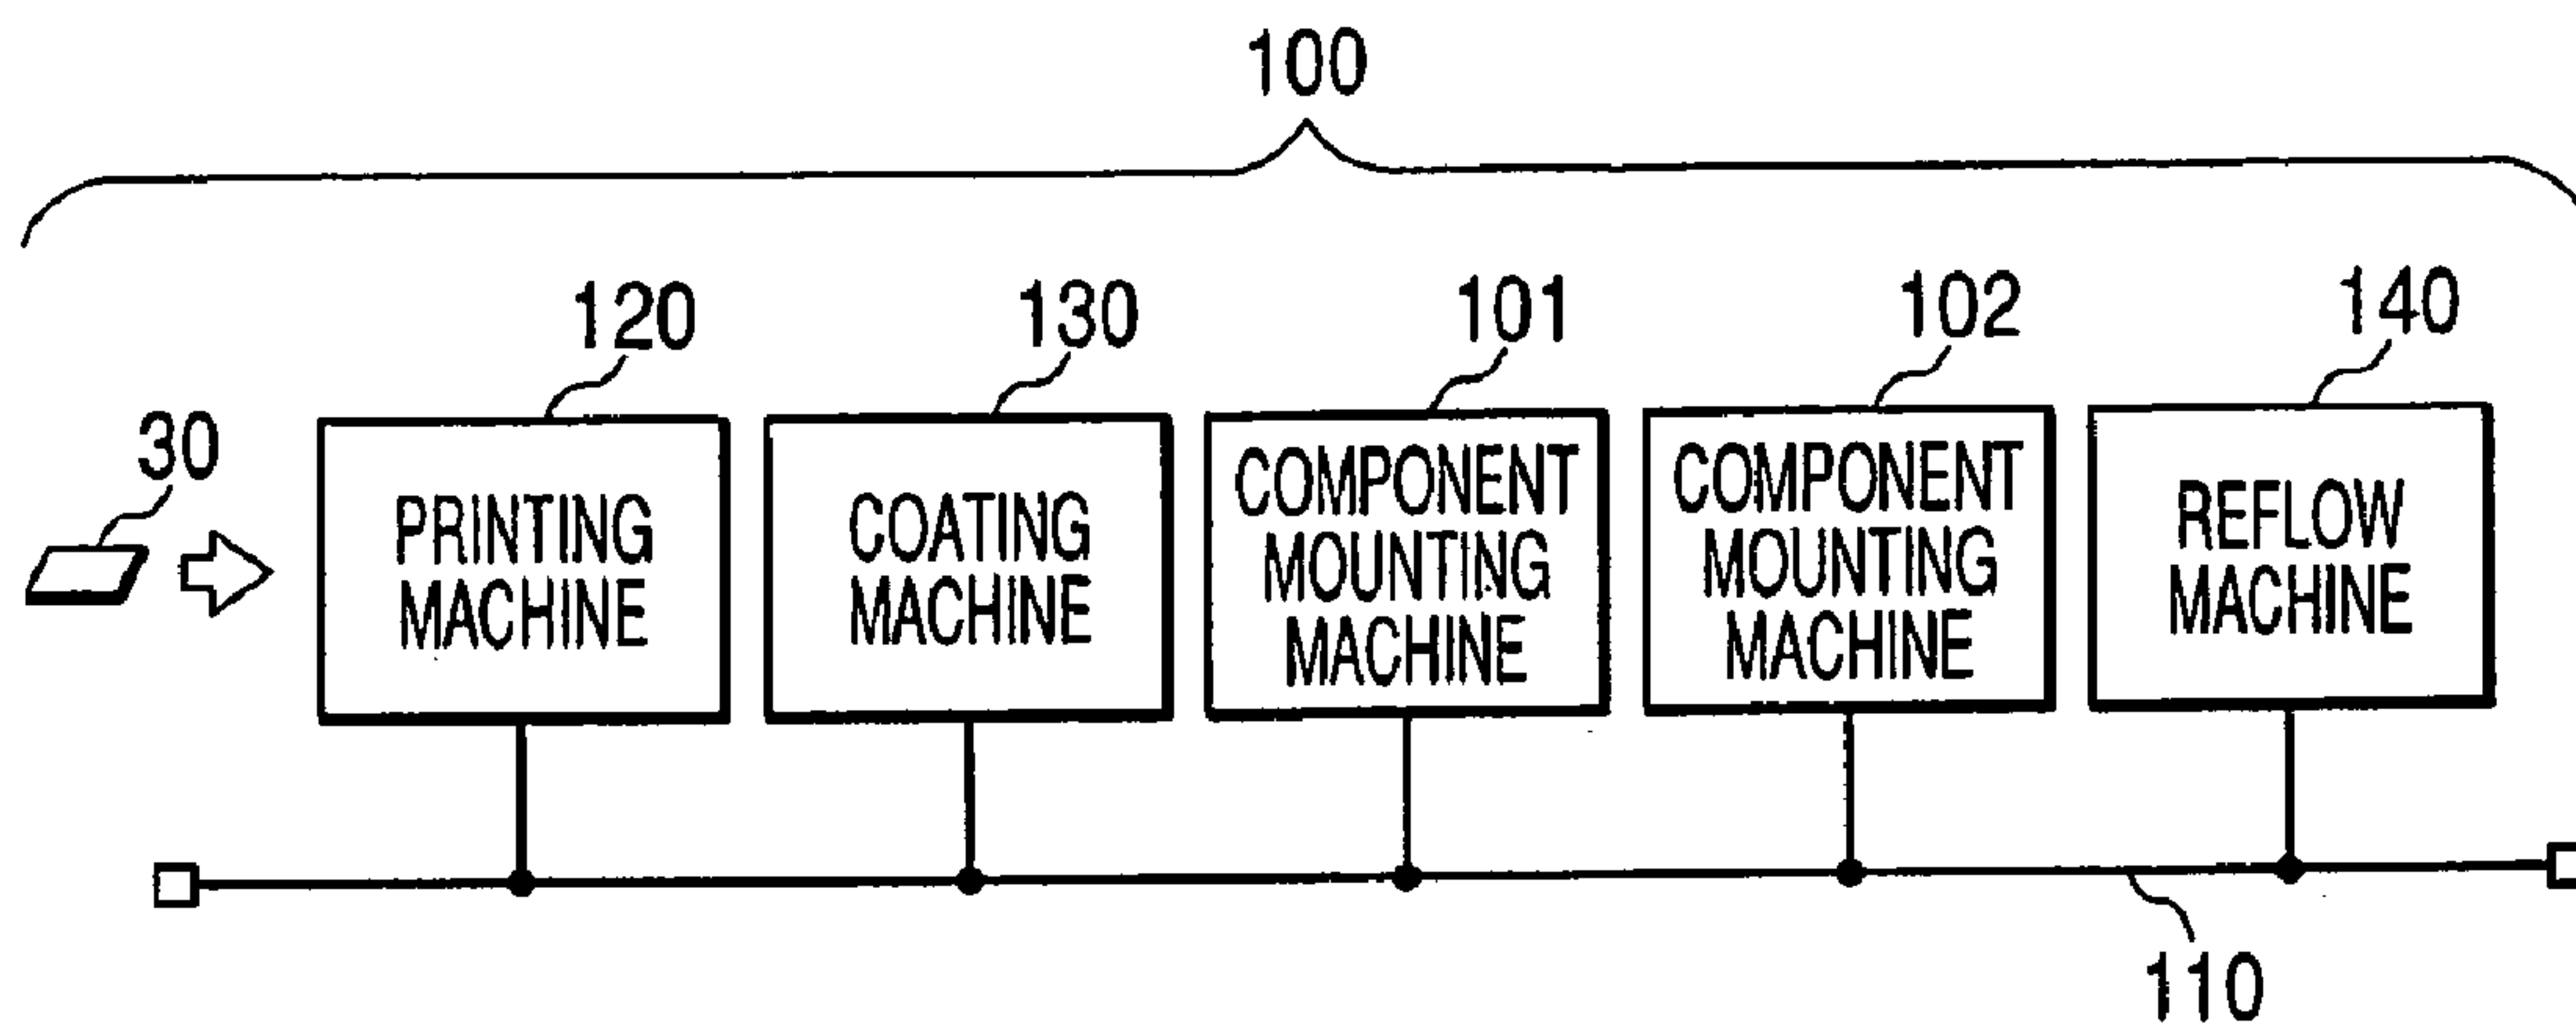 100
120
130
101
102
140
30
PRINTING
MACHINE
COATING
MACHINE
COMPONENT
MOUNTING
MACHINE
COMPONENT
MOUNTING
MACHINE
REFLOW
MACHINE
110